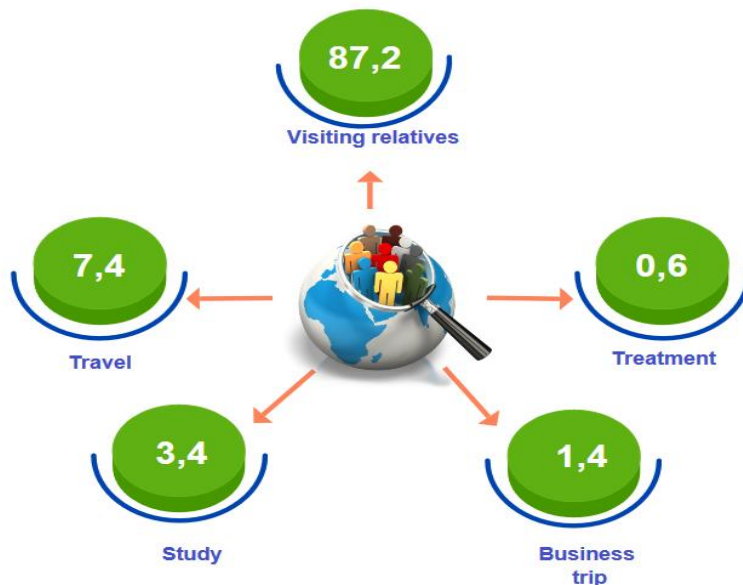 87,2
Visiting relatives
7,4
Travel
0,6
Treatment
3,4
Study
1,4
Business
trip